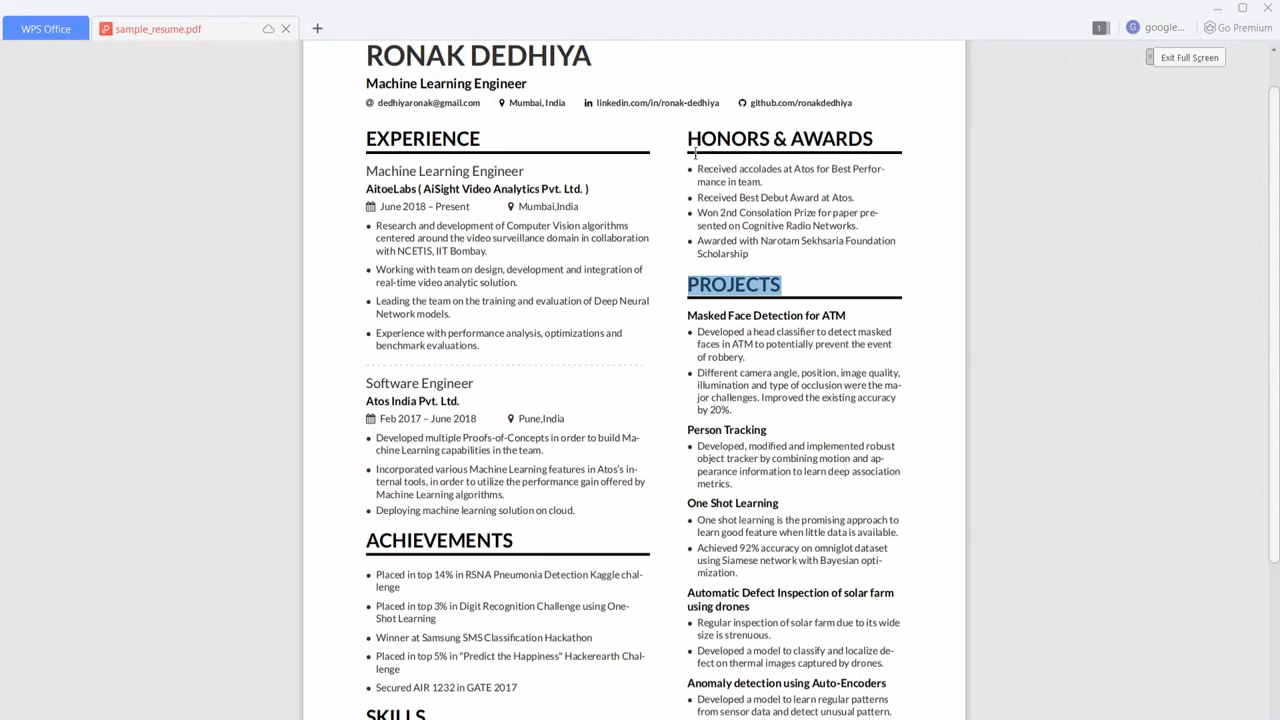 WPS Office
sample_resume.pdf
1
G google...
Go Premium
Exit Full Screen
RONAK DEDHIYA
Machine Learning Engineer
dedhiyaronak@gmail.com Mumbai, India linkedin.com/in/ronak-dedhiya github.com/ronakdedhiya
EXPERIENCE
Machine Learning Engineer
AitoeLabs ( AiSight Video Analytics Pvt. Ltd. )
June 2018 – Present Mumbai,India
• Research and development of Computer Vision algorithms
centered around the video surveillance domain in collaboration
with NCETIS, IIT Bombay.
• Working with team on design, development and integration of
real-time video analytic solution.
• Leading the team on the training and evaluation of Deep Neural
Network models.
• Experience with performance analysis, optimizations and
benchmark evaluations.
Software Engineer
Atos India Pvt. Ltd.
Feb 2017 – June 2018 Pune,India
• Developed multiple Proofs-of-Concepts in order to build Ma-
chine Learning capabilities in the team.
• Incorporated various Machine Learning features in Atos's in-
ternal tools, in order to utilize the performance gain offered by
Machine Learning algorithms.
• Deploying machine learning solution on cloud.
ACHIEVEMENTS
• Placed in top 14% in RSNA Pneumonia Detection Kaggle chal-
lenge
• Placed in top 3% in Digit Recognition Challenge using One-
Shot Learning
• Winner at Samsung SMS Classification Hackathon
• Placed in top 5% in "Predict the Happiness" Hackerearth Chal-
lenge
• Secured AIR 1232 in GATE 2017
SKILLS
HONORS & AWARDS
• Received accolades at Atos for Best Perfor-
mance in team.
• Received Best Debut Award at Atos.
• Won 2nd Consolation Prize for paper pre-
sented on Cognitive Radio Networks.
• Awarded with Narotam Sekhsaria Foundation
Scholarship
PROJECTS
Masked Face Detection for ATM
• Developed a head classifier to detect masked
faces in ATM to potentially prevent the event
of robbery.
• Different camera angle, position, image quality,
illumination and type of occlusion were the ma-
jor challenges. Improved the existing accuracy
by 20%.
Person Tracking
• Developed, modified and implemented robust
object tracker by combining motion and ap-
pearance information to learn deep association
metrics.
One Shot Learning
• One shot learning is the promising approach to
learn good feature when little data is available.
• Achieved 92% accuracy on omniglot dataset
using Siamese network with Bayesian opti-
mization.
Automatic Defect Inspection of solar farm
using drones
• Regular inspection of solar farm due to its wide
size is strenuous.
• Developed a model to classify and localize de-
fect on thermal images captured by drones.
Anomaly detection using Auto-Encoders
• Developed a model to learn regular patterns
from sensor data and detect unusual pattern.